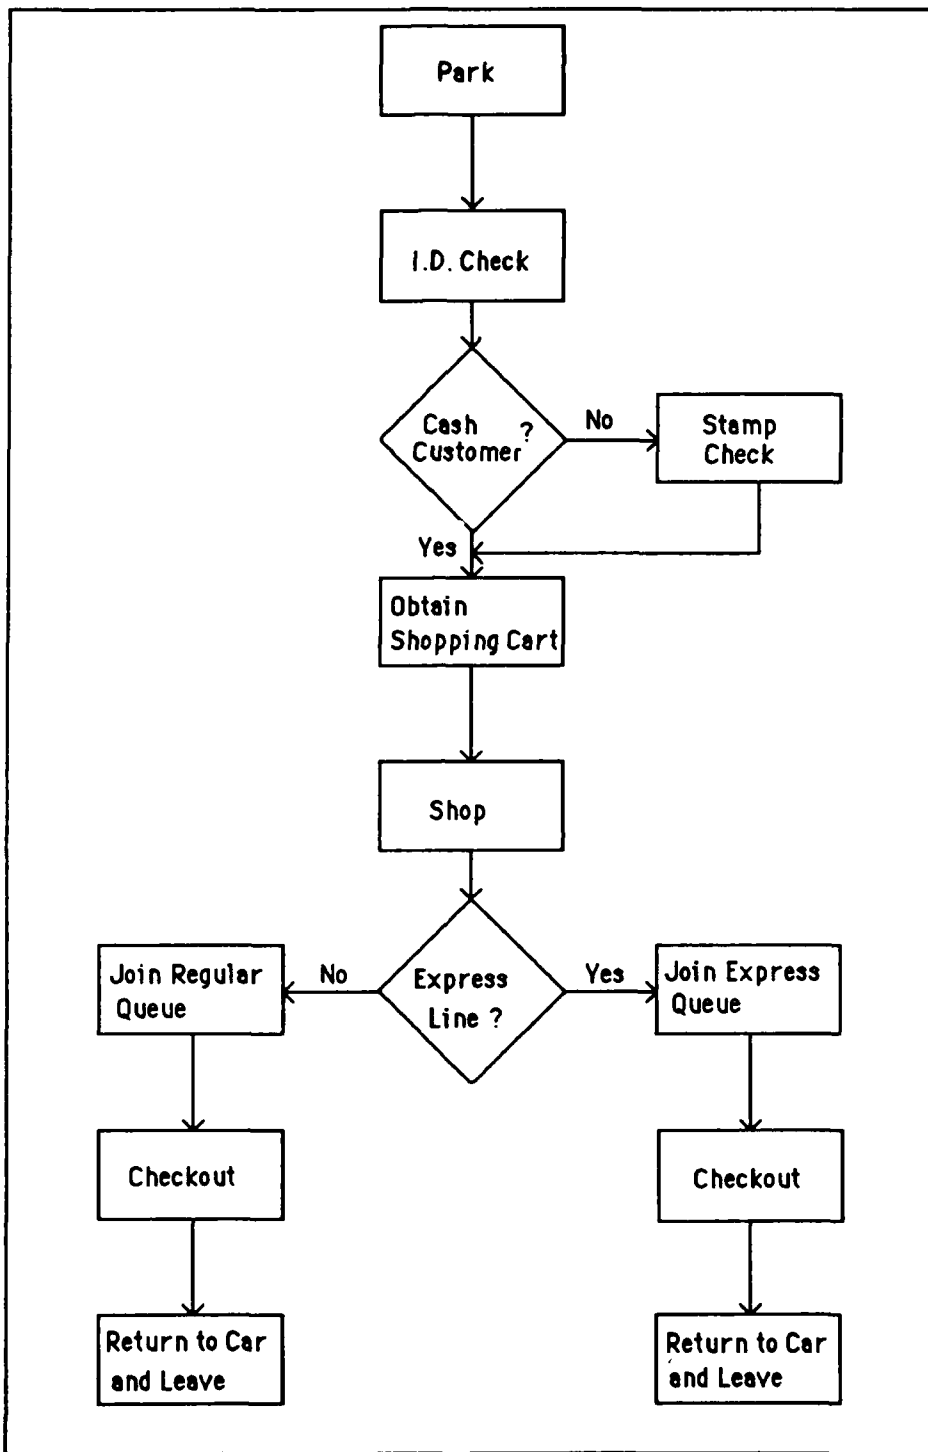 Park
I.D. Check
Cash
Customer ?
No
Stamp
Check
Yes
Obtain
Shopping Cart
Shop
Express
Line ?
No
Yes
Join Regular
Queue
Join Express
Queue
Checkout
Checkout
Return to Car
and Leave
Return to Car
and Leave